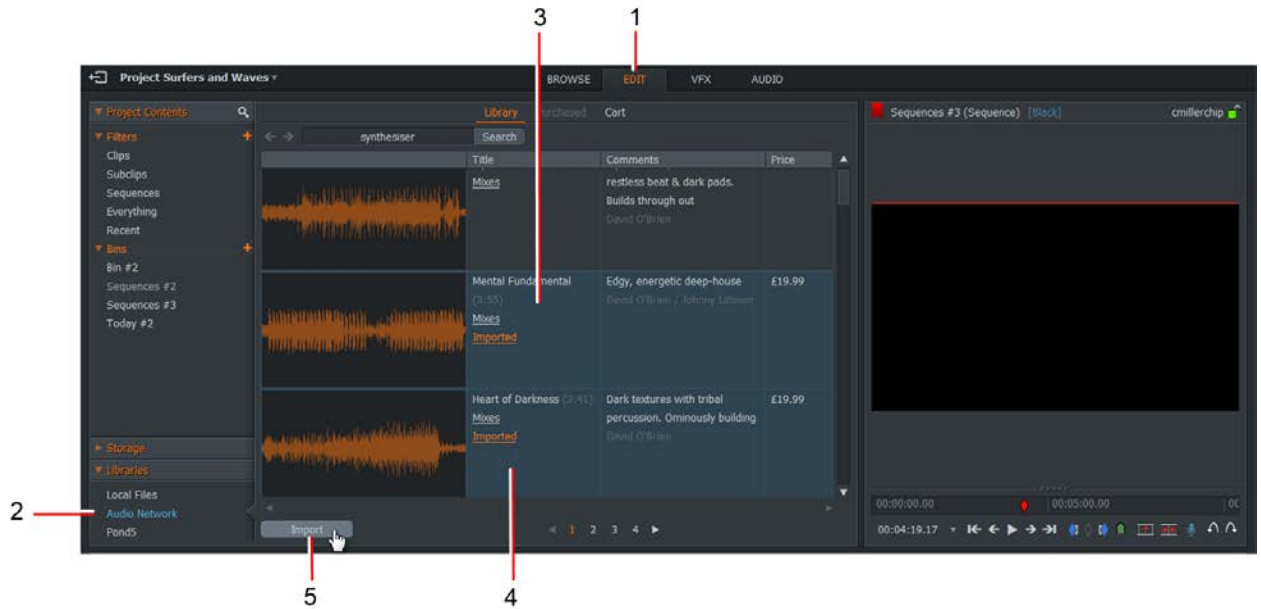 3
1
Project Surfers and Waves
BROWSE
EDIT
VFX
AUDIO
Project Contents
Filters
Clips
Subclips
Sequences
Everything
Recent
Bins
Bin #2
Sequences #2
Sequences #3
Today #2
Storage
Libraries
Local Files
Audio Network
Pond5
Library
Purchased
Cart
synthesiser
Search
Title
Comments
Price
Mixes
restless beat & dark pads.
Builds through out
David O'Brien
Mental Fundamental
(3:55)
Mixes
Imported
Edgy, energetic deep-house
David O'Brien / Johnny
£19.99
Heart of Darkness (2:41)
Mixes
Imported
Dark textures with tribal
percussion. Ominously building
David O'Brien
£19.99
Import
1 2 3 4
Sequences #3 (Sequence) [Black]
cmillerchip
00:00:00.00
00:05:00.00
00
00:04:19.17
2
5
4